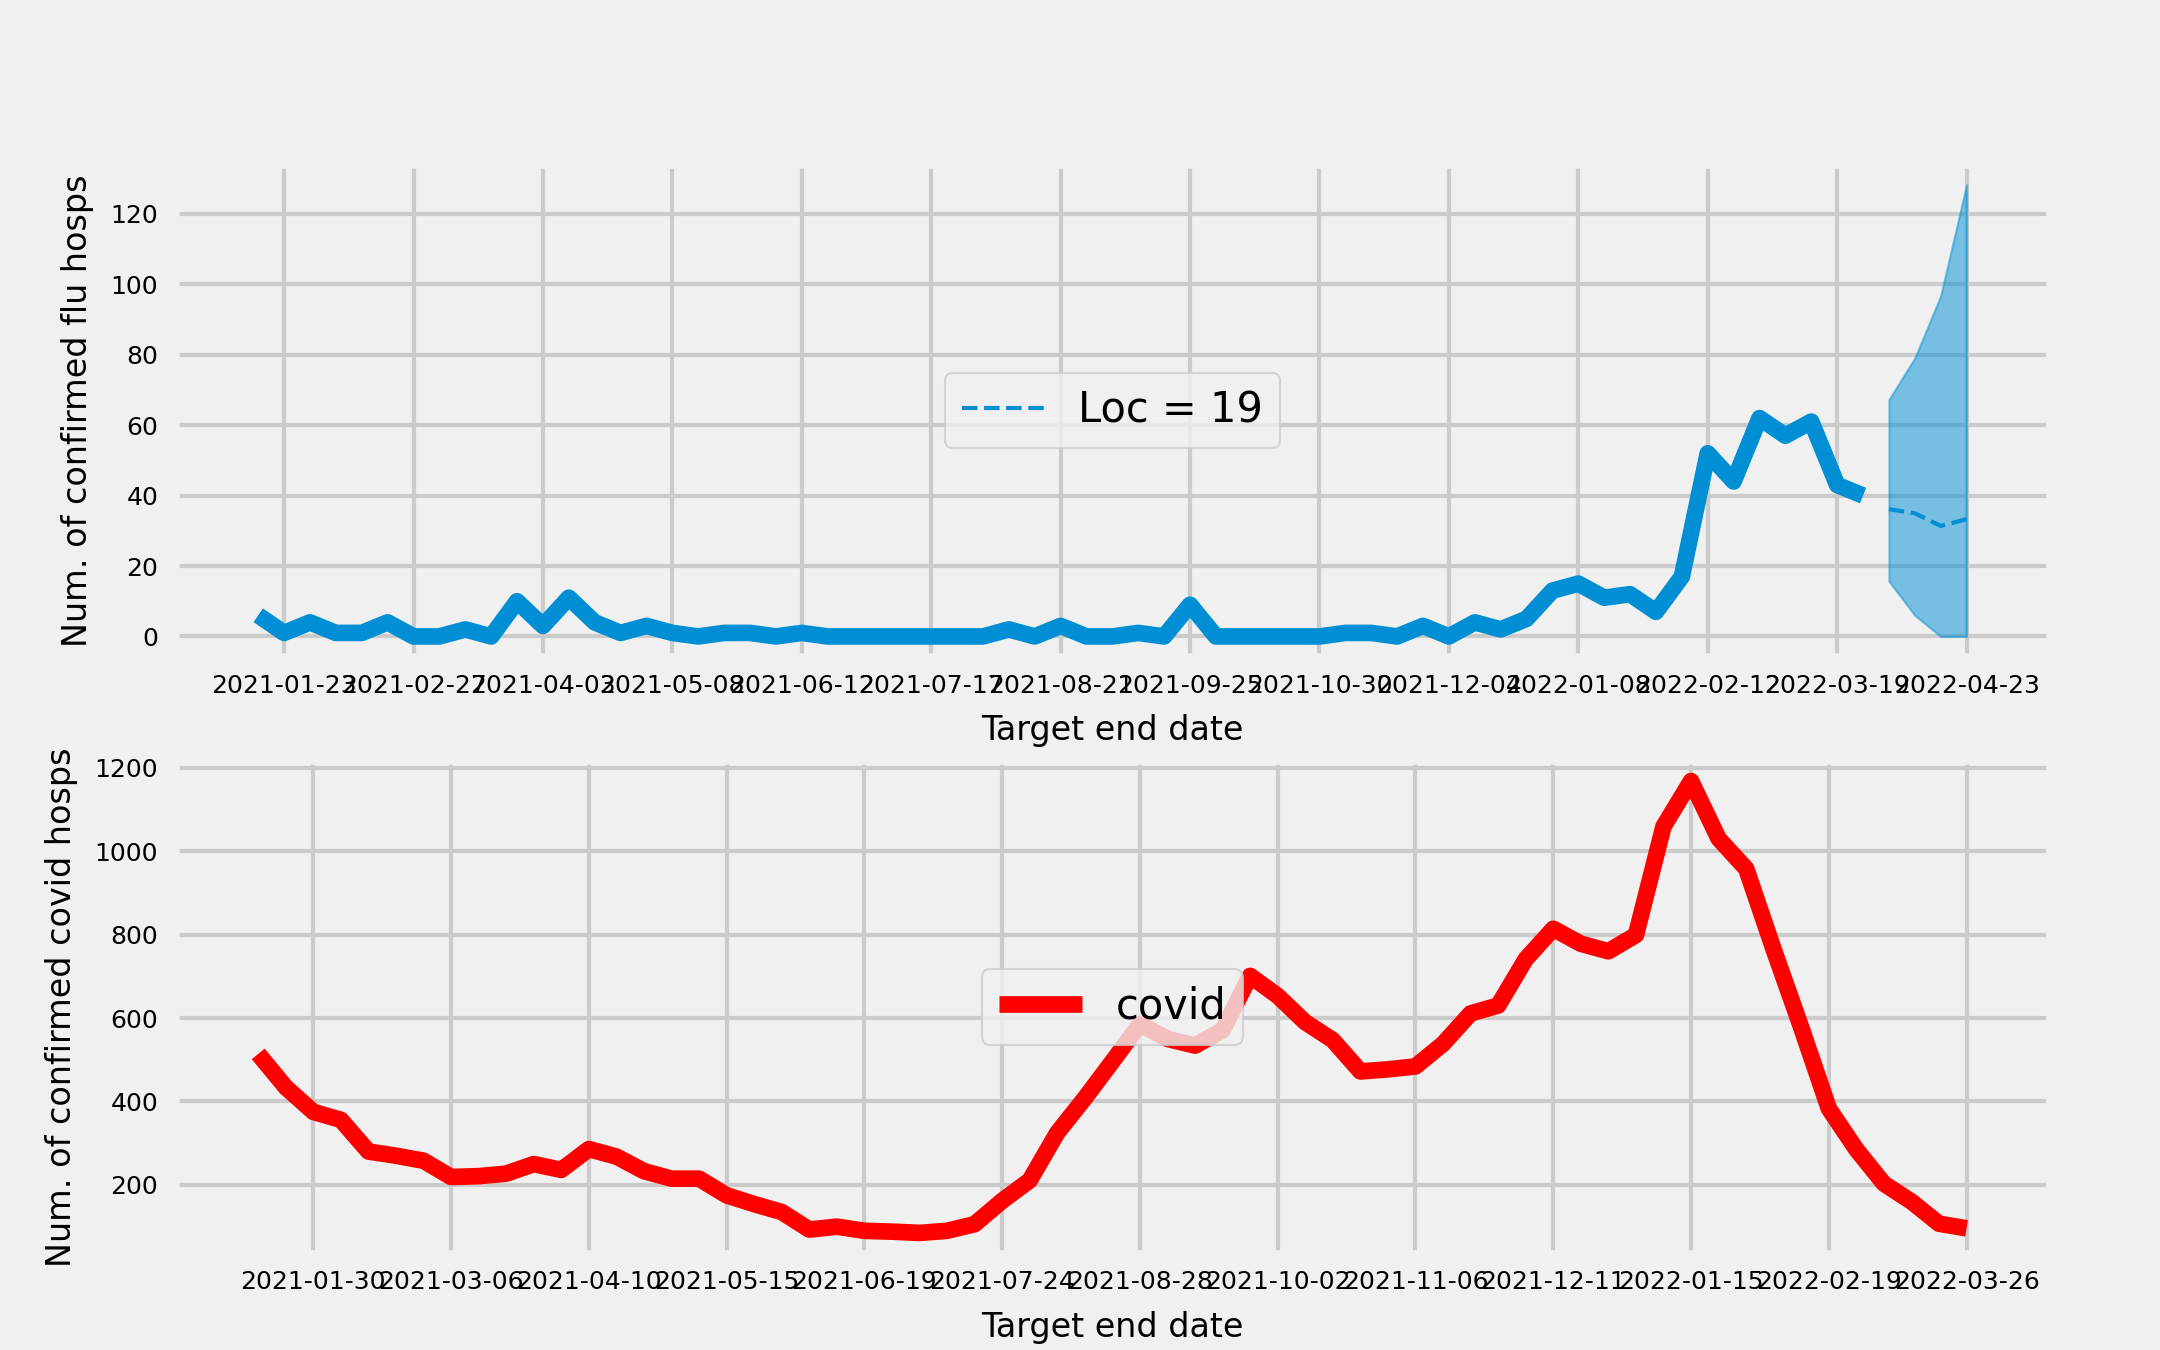 Num. of confirmed flu hosps
120
100
80
60
40
20
0
Loc = 19
2021-01-23 2021-02-27 2021-04-03 2021-05-08 2021-06-12 2021-07-17 2021-08-21 2021-09-25 2021-10-30 2021-12-04 2022-01-08 2022-02-12 2022-03-19 2022-04-23
Target end date
Num. of confirmed covid hosps
1200
1000
800
600
400
200
covid
2021-01-30 2021-03-06 2021-04-10 2021-05-15 2021-06-19 2021-07-24 2021-08-28 2021-10-02 2021-11-06 2021-12-11 2022-01-15 2022-02-19 2022-03-26
Target end date